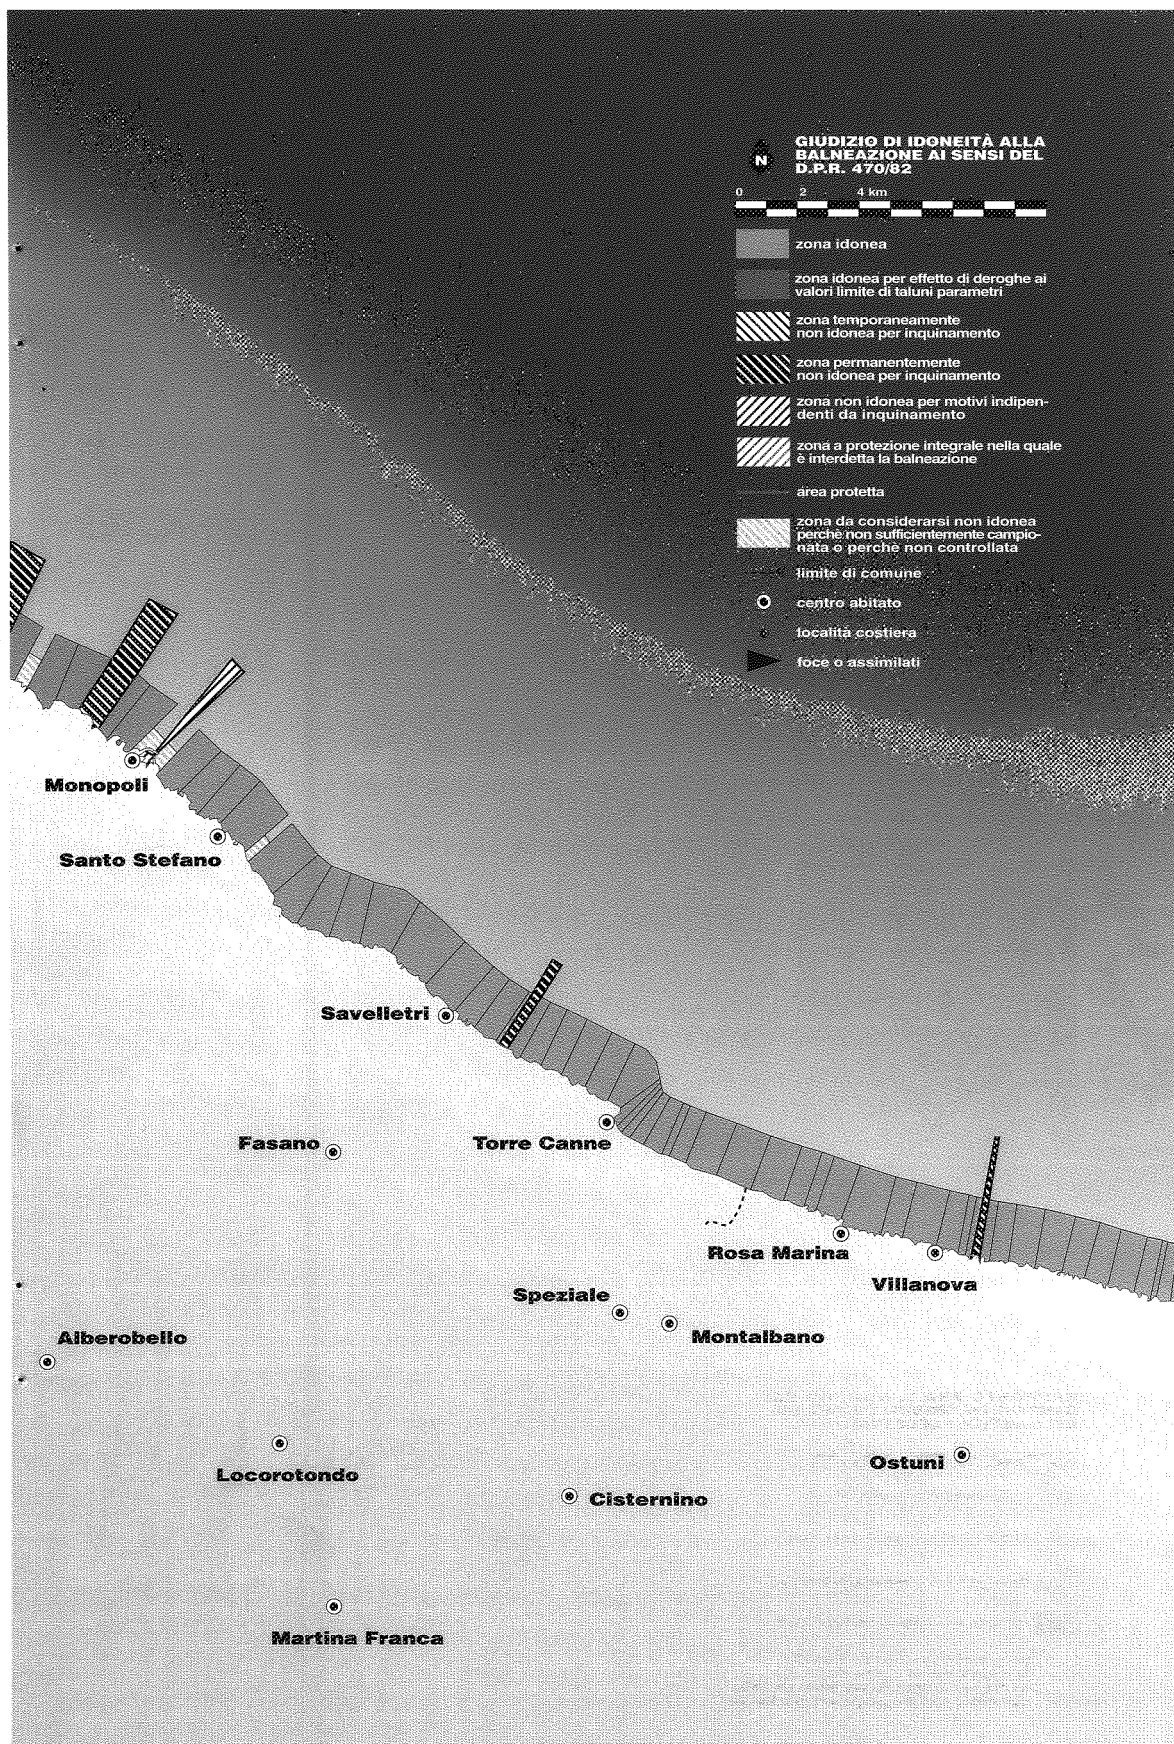 GIUDIZIO DI IDONEITÀ ALLA
BALNEAZIONE AI SENSI DEL
D.P.R. 470/82
N
0 2 4 km
zona idonea
zona idonea per effetto di deroghe ai
valori limite di taluni parametri
zona temporaneamente
non idonea per inquinamento
zona permanentemente
non idonea per inquinamento
zona non idonea per motivi indipen-
denti da inquinamento
zona a protezione integrale nella quale
è interdetta la balneazione
area protetta
zona da considerarsi non idonea
perchè non sufficientemente campio-
nata o perchè non controllata
limite di comune
centro abitato
località costiera
foce o assimilati
Monopoli
Santo Stefano
Savelletri
Fasano
Torre Canne
Rosa Marina
Villanova
Speziale
Montalbano
Alberobello
Locorotondo
Ostuni
Cisternino
Martina Franca